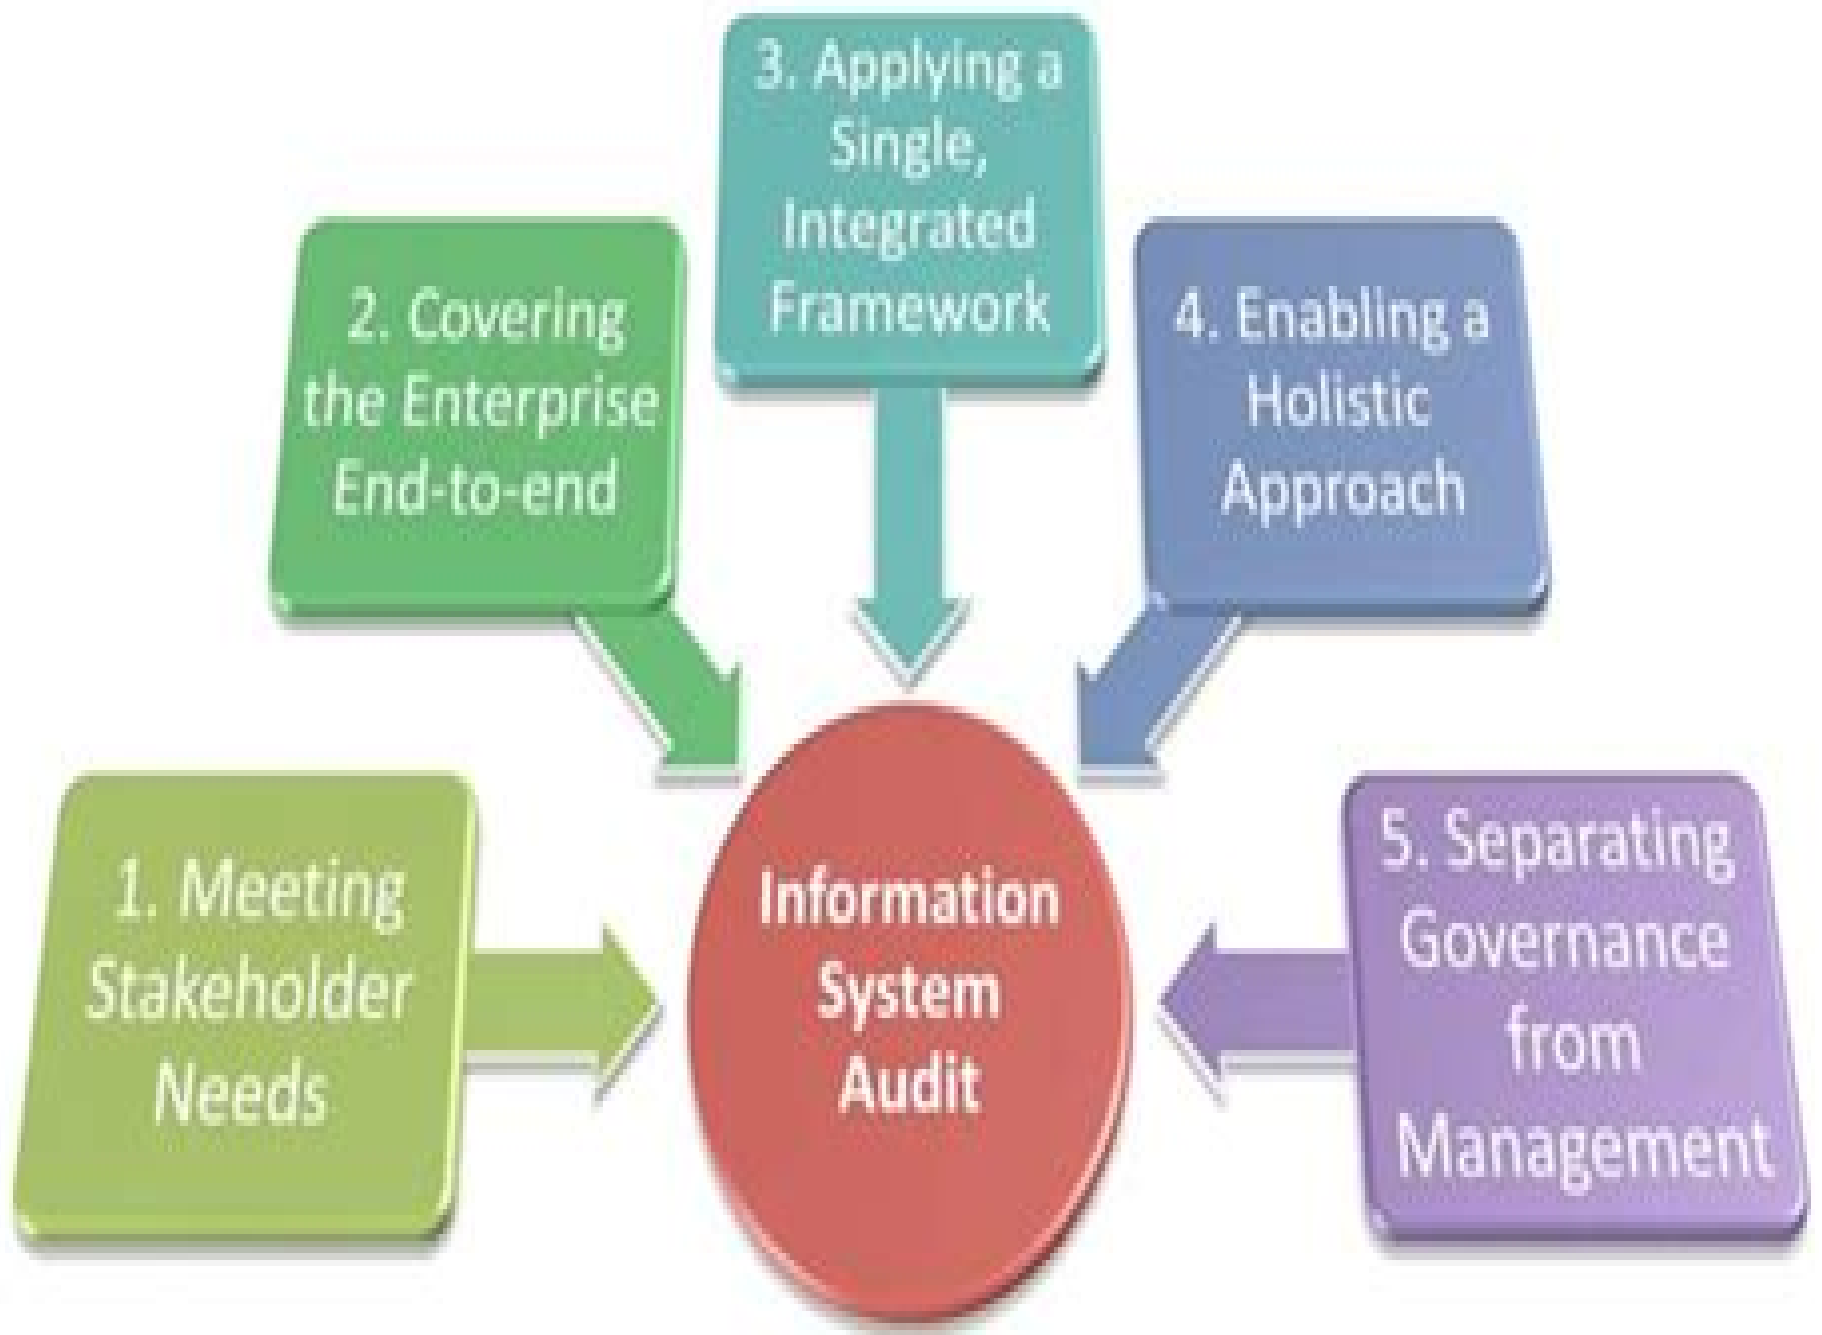 1. Meeting
Stakeholder
Needs
2. Covering
the Enterprise
End-to-end
3. Applying a
Single,
Integrated
Framework
4. Enabling a
Holistic
Approach
5. Separating
Governance
from
Management
Information
System
Audit